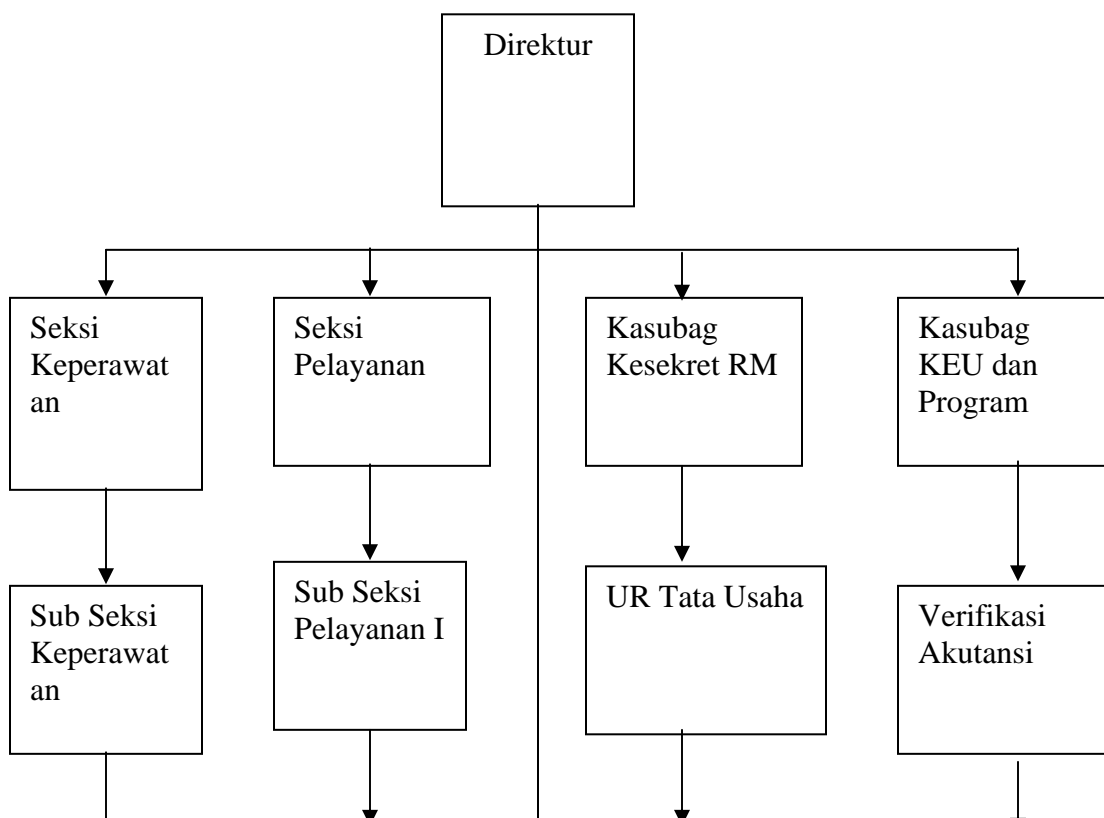 Direktur
Seksi
Keperawat
an
Seksi
Pelayanan
Kasubag
Kesekret RM
Kasubag
KEU dan
Program
Sub Seksi
Keperawat
an
Sub Seksi
Pelayanan I
UR Tata Usaha
Verifikasi
Akutansi